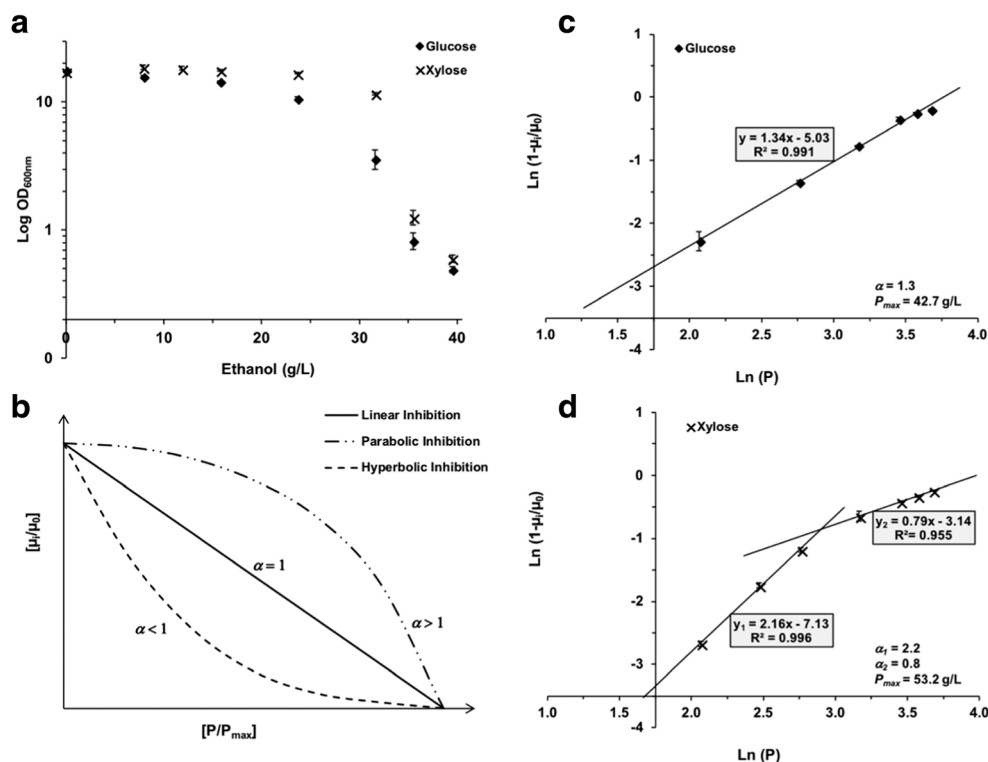 a
Glucose
Xylose
Log OD600nm
10
1
0
0
10
20
30
40
Ethanol (g/L)
b
Linear Inhibition
Parabolic Inhibition
Hyperbolic Inhibition
[μi/μ0]
α = 1
α < 1
α > 1
[P/Pmax]
c
Glucose
Ln (1-μi/μ0)
1
0
-1
-2
-3
-4
y = 1.34x - 5.03
R² = 0.991
α = 1.3
Pmax = 42.7 g/L
1.0
1.5
2.0
2.5
3.0
3.5
4.0
Ln (P)
d
Xylose
Ln (1-μi/μ0)
1
0
-1
-2
-3
-4
y2 = 0.79x - 3.14
R²= 0.955
y1 = 2.16x - 7.13
R² = 0.996
α1 = 2.2
α2 = 0.8
Pmax = 53.2 g/L
1.0
1.5
2.0
2.5
3.0
3.5
4.0
Ln (P)